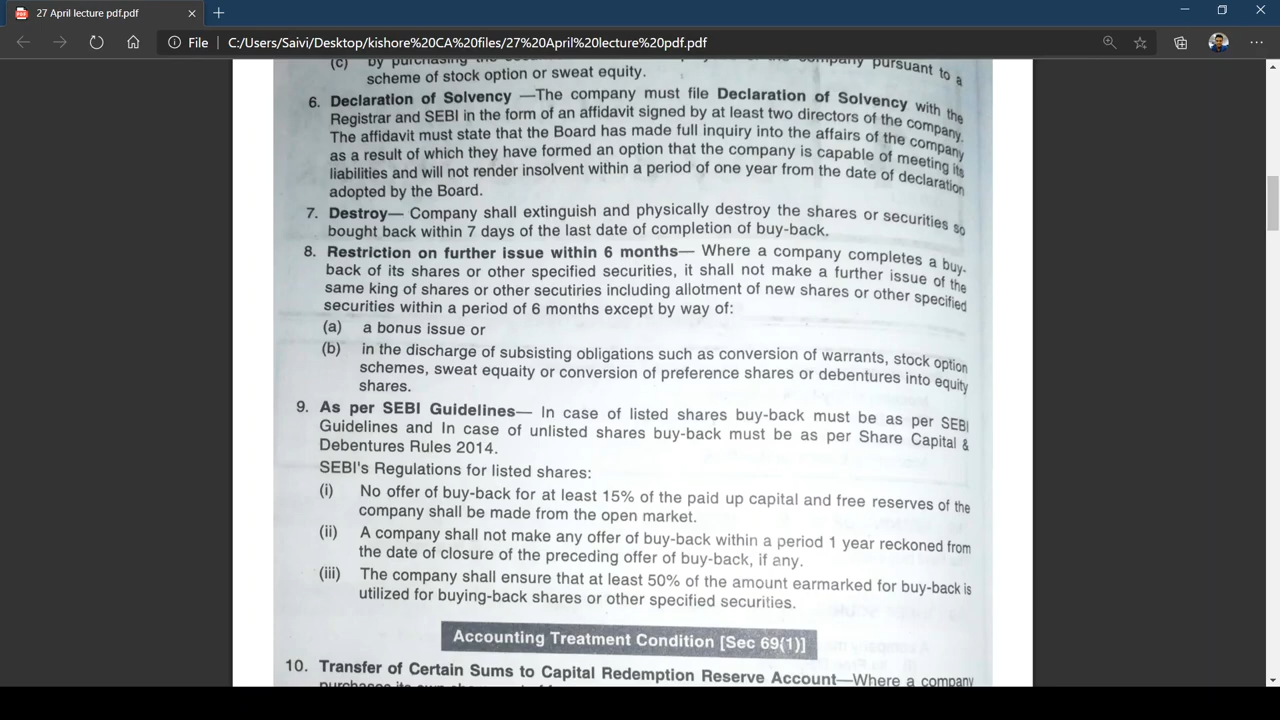 27 April lecture pdf.pdf
File
C:/Users/Saivi/Desktop/kishore%20CA%20files/27%20April%20lecture%20pdf.pdf
(c) by purchasing the company pursuant to a
scheme of stock option or sweat equity.
6. Declaration of Solvency —The company must file Declaration of Solvency with the
Registrar and SEBI in the form of an affidavit signed by at least two directors of the company.
The affidavit must state that the Board has made full inquiry into the affairs of the company
as a result of which they have formed an option that the company is capable of meeting its
liabilities and will not render insolvent within a period of one year from the date of declaration
adopted by the Board.
7. Destroy— Company shall extinguish and physically destroy the shares or securities so
bought back within 7 days of the last date of completion of buy-back.
8. Restriction on further issue within 6 months— Where a company completes a buy-
back of its shares or other specified securities, it shall not make a further issue of the
same king of shares or other secutiries including allotment of new shares or other specified
securities within a period of 6 months except by way of:
(a) a bonus issue or
(b) in the discharge of subsisting obligations such as conversion of warrants, stock option
schemes, sweat equaity or conversion of preference shares or debentures into equity
shares.
9. As per SEBI Guidelines— In case of listed shares buy-back must be as per SEBI
Guidelines and In case of unlisted shares buy-back must be as per Share Capital &
Debentures Rules 2014.
SEBI's Regulations for listed shares:
(i) No offer of buy-back for at least 15% of the paid up capital and free reserves of the
company shall be made from the open market.
(ii) A company shall not make any offer of buy-back within a period 1 year reckoned from
the date of closure of the preceding offer of buy-back, if any.
(iii) The company shall ensure that at least 50% of the amount earmarked for buy-back is
utilized for buying-back shares or other specified securities.
Accounting Treatment Condition [Sec 69(1)]
10. Transfer of Certain Sums to Capital Redemption Reserve Account—Where a company